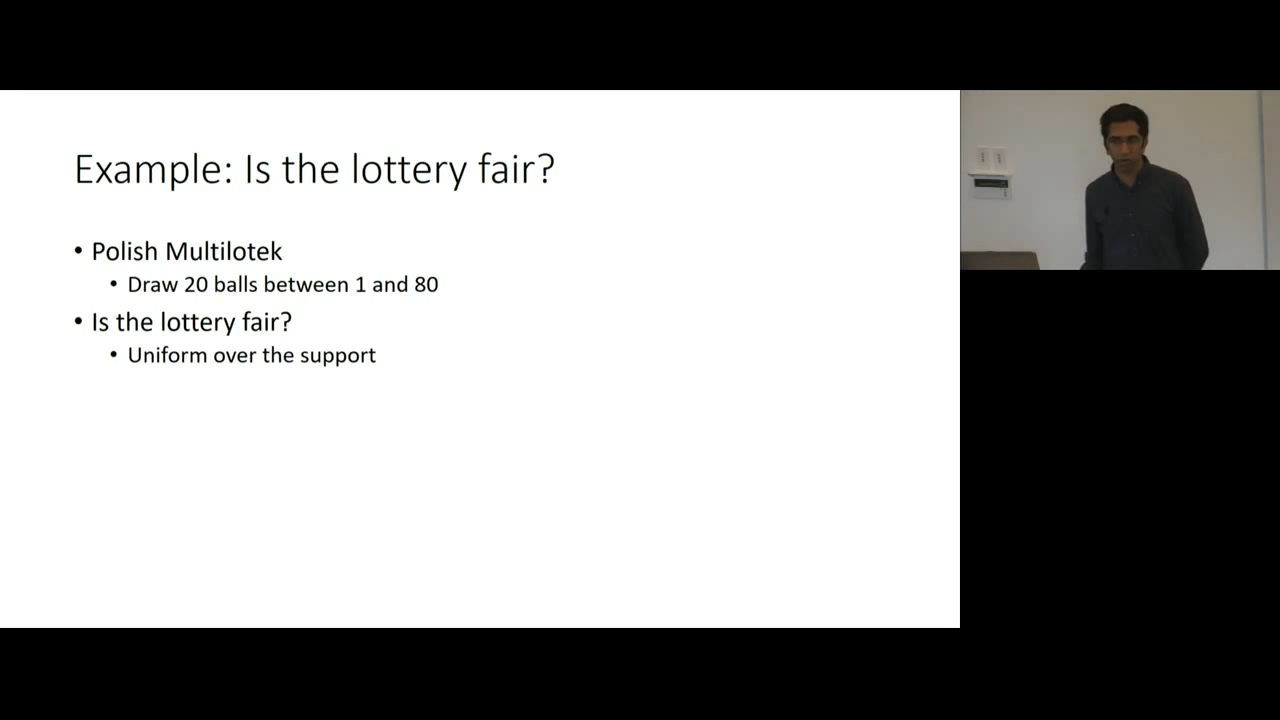 Example: Is the lottery fair?
• Polish Multilotek
• Draw 20 balls between 1 and 80
• Is the lottery fair?
• Uniform over the support